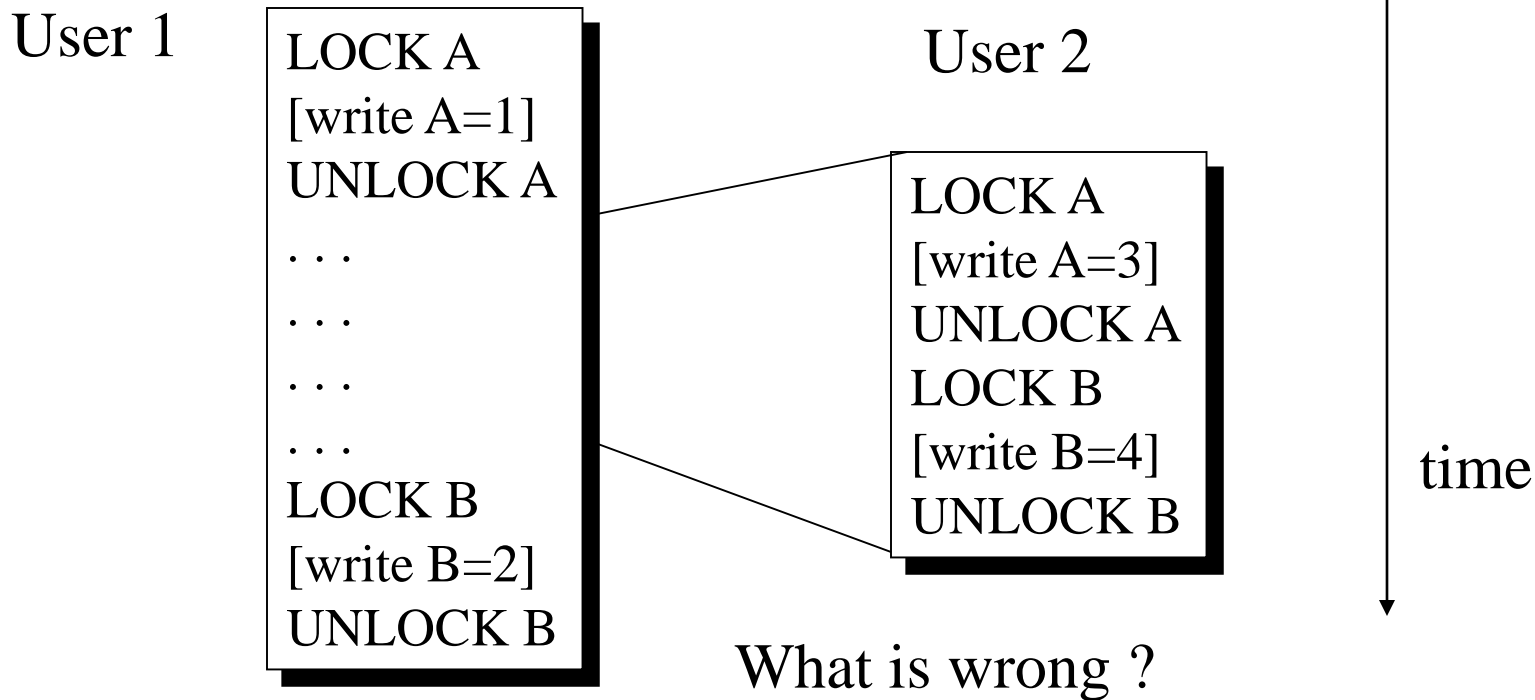 User 1
LOCK A
[write A=1]
UNLOCK A
. . .
. . .
. . .
. . .
LOCK B
[write B=2]
UNLOCK B
User 2
LOCK A
[write A=3]
UNLOCK A
LOCK B
[write B=4]
UNLOCK B
time
What is wrong ?